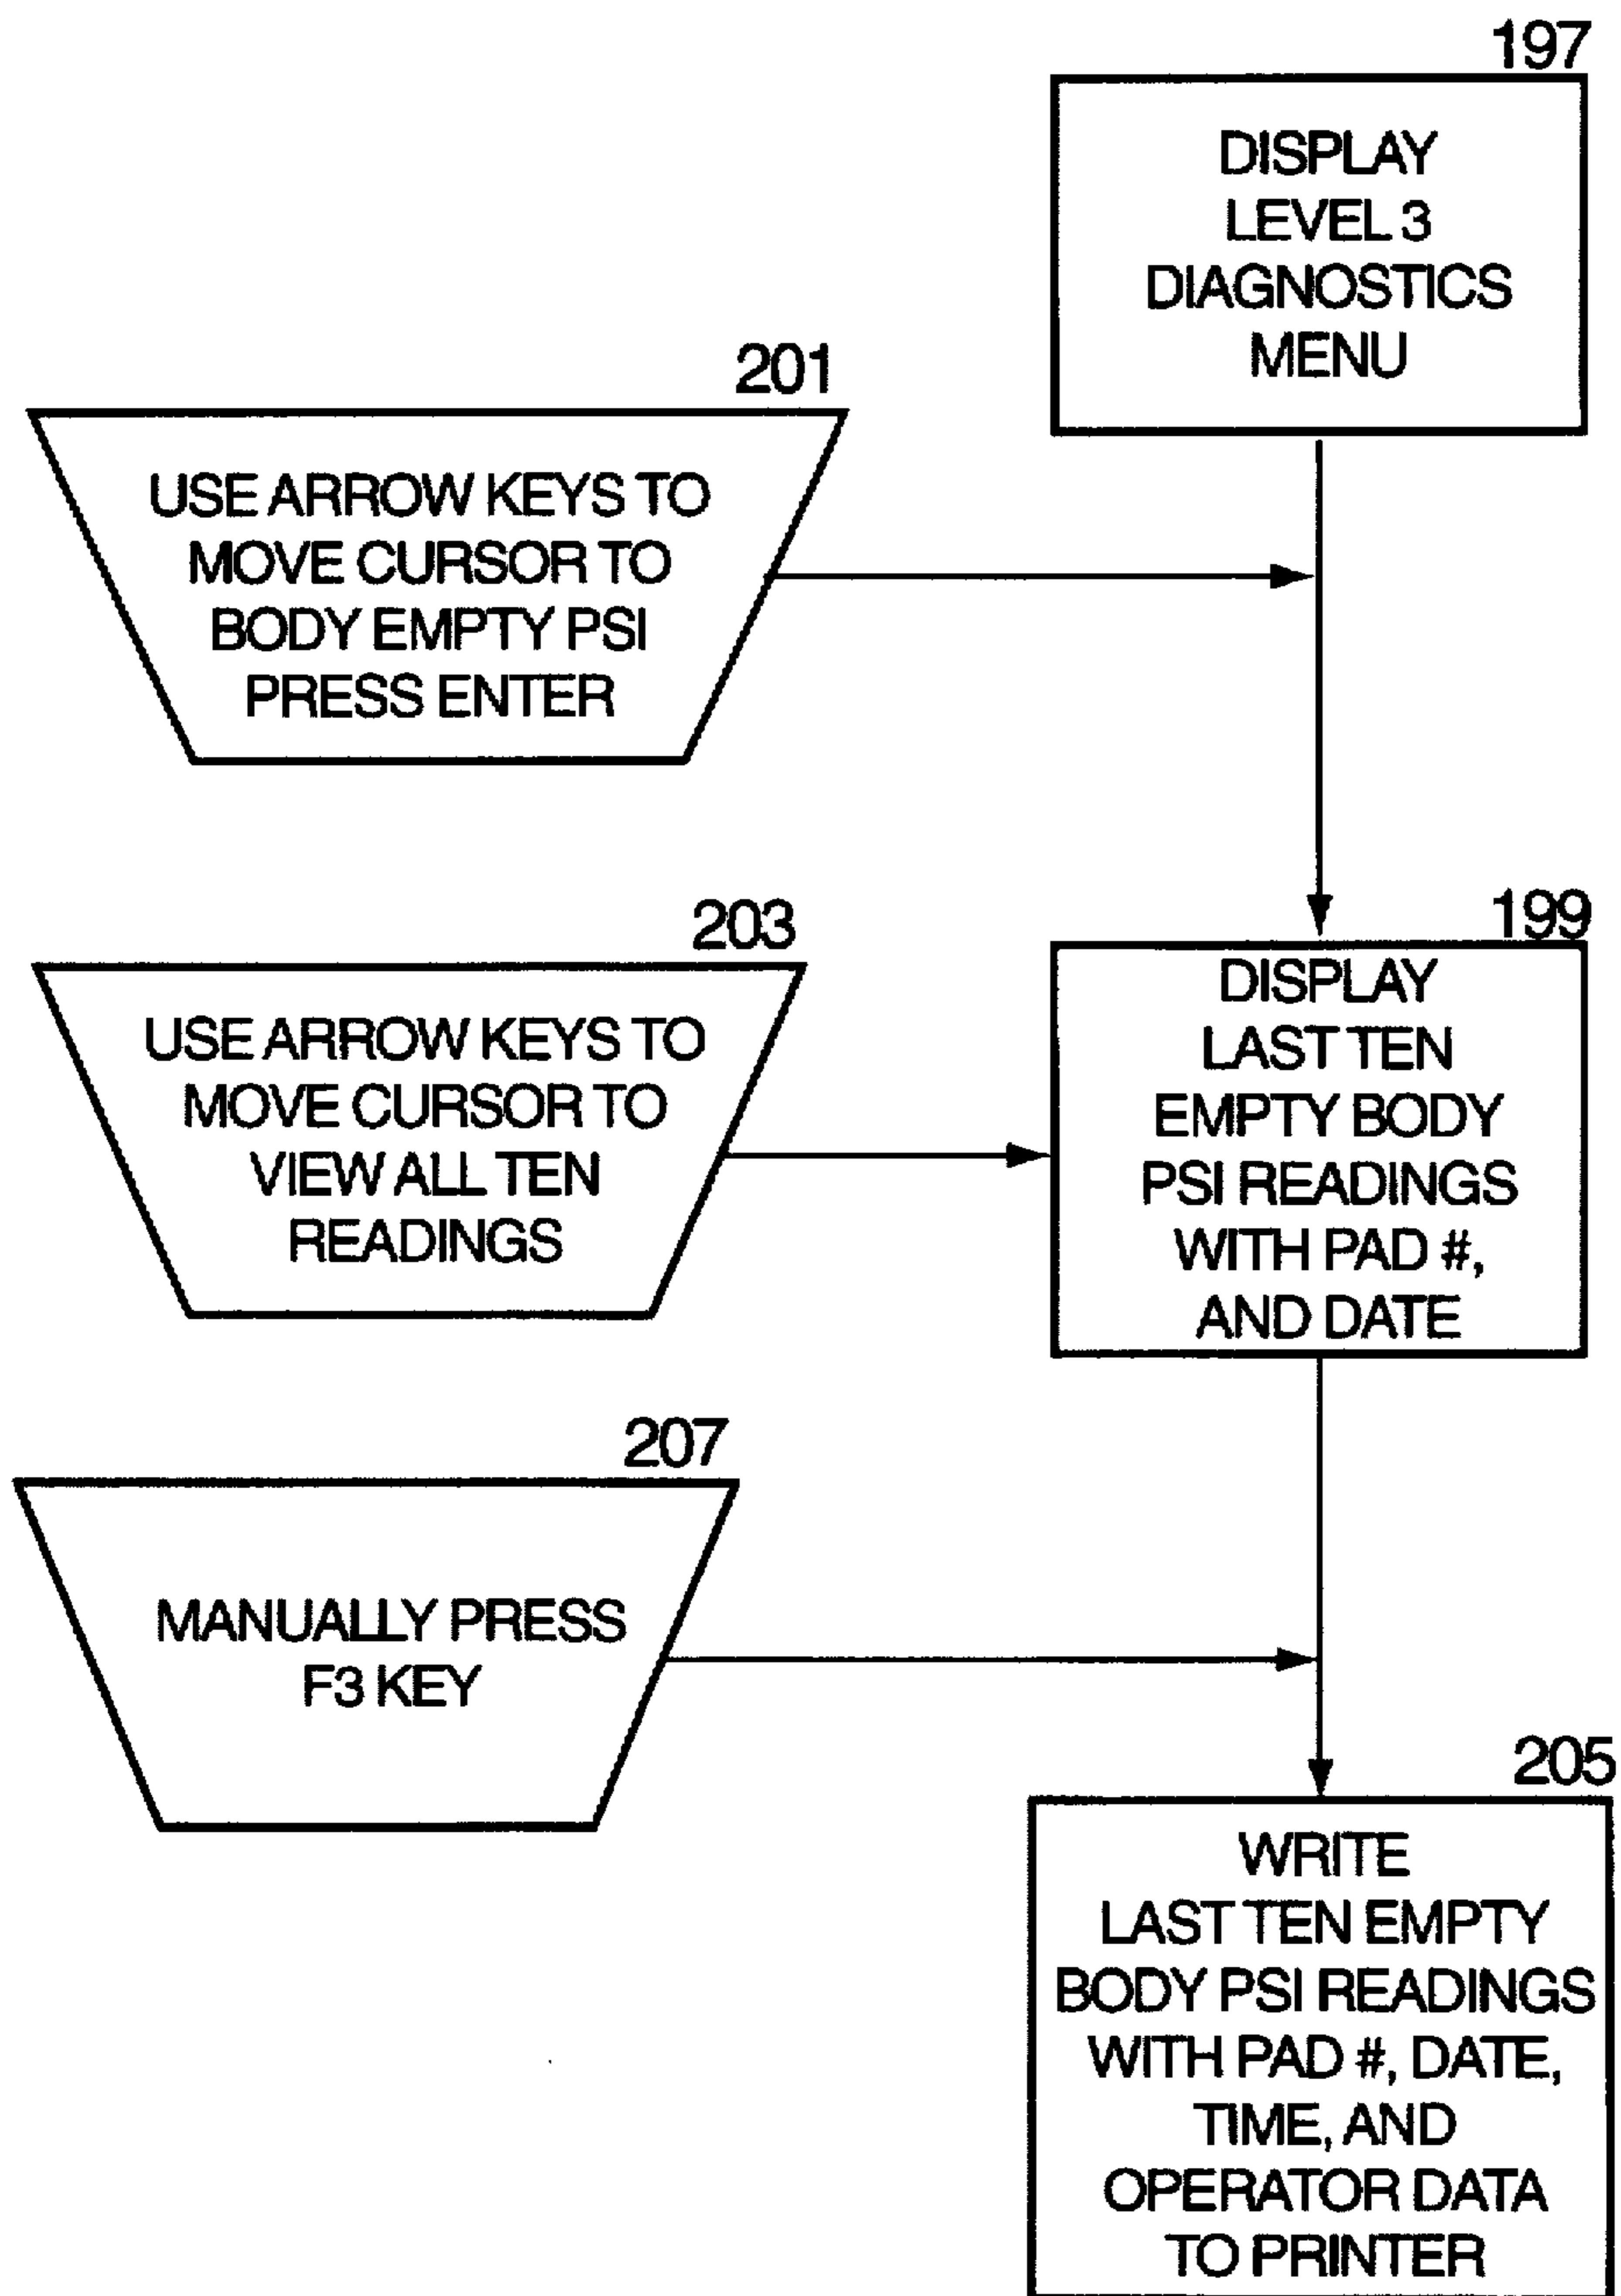 197
DISPLAY
LEVEL 3
DIAGNOSTICS
MENU
201
USE ARROW KEYS TO
MOVE CURSOR TO
BODY EMPTY PSI
PRESS ENTER
203
USE ARROW KEYS TO
MOVE CURSOR TO
VIEW ALL TEN
READINGS
199
DISPLAY
LAST TEN
EMPTY BODY
PSI READINGS
WITH PAD #,
AND DATE
207
MANUALLY PRESS
F3 KEY
205
WRITE
LAST TEN EMPTY
BODY PSI READINGS
WITH PAD #, DATE,
TIME, AND
OPERATOR DATA
TO PRINTER